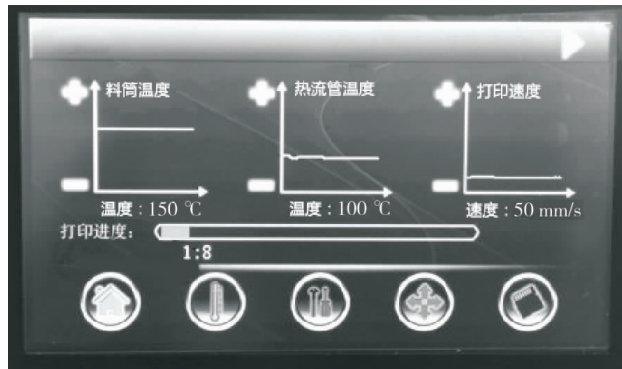 料筒温度
热流管温度
打印速度
温度：150 ℃
温度：100 ℃
速度：50 mm/s
打印进度：
1:8